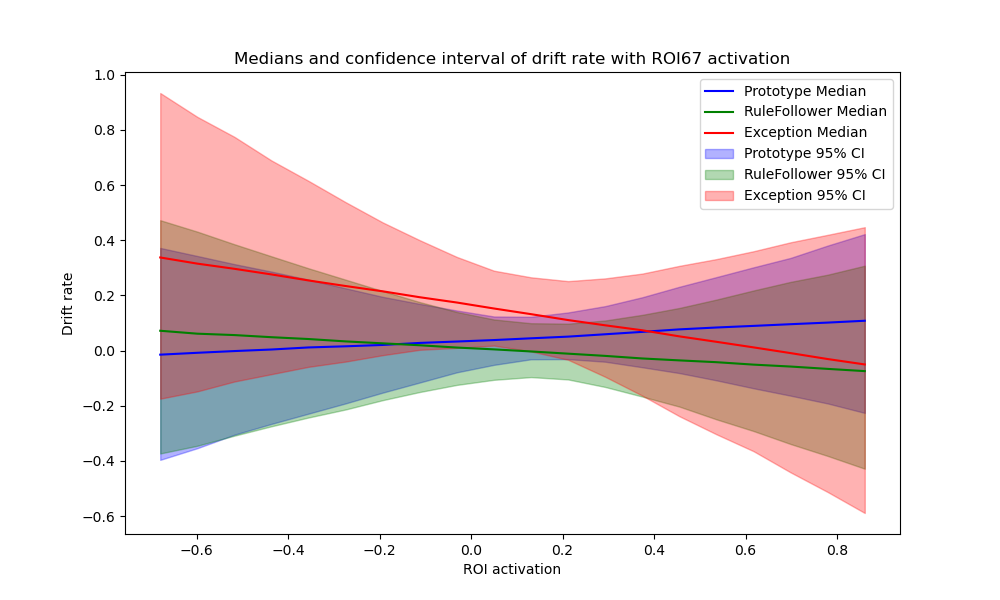 Medians and confidence interval of drift rate with ROI67 activation
Prototype Median
RuleFollower Median
Exception Median
Prototype 95% CI
RuleFollower 95% CI
Exception 95% CI
Drift rate
1.0
0.8
0.6
0.4
0.2
0.0
−0.2
−0.4
−0.6
−0.6 −0.4 −0.2 0.0 0.2 0.4 0.6 0.8
ROI activation